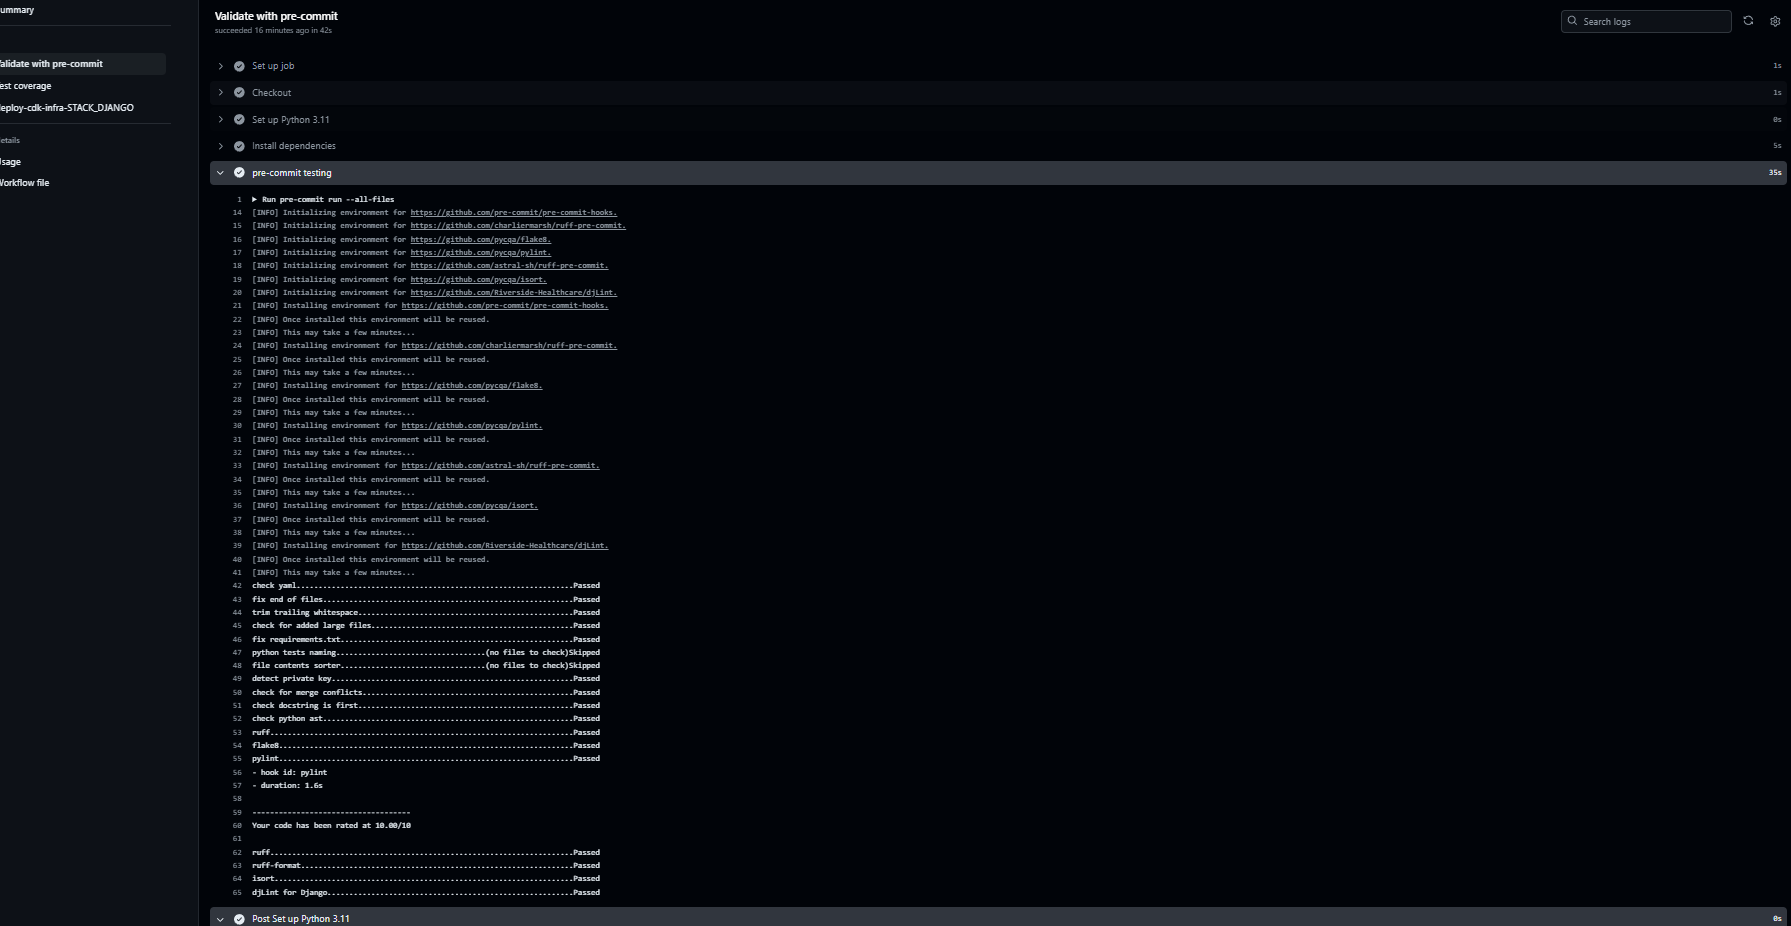 ummary
alidate with pre-commit
est coverage
eploy-cdk-infra-STACK_DJANGO
etails
sage
Workflow file
Validate with pre-commit
succeeded 16 minutes ago in 42s
Search logs
Set up job 1s
Checkout 1s
Set up Python 3.11 0s
Install dependencies 5s
pre-commit testing 35s
1 Run pre-commit run --all-files
14 [INFO] Initializing environment for https://github.com/pre-commit/pre-commit-hooks.
15 [INFO] Initializing environment for https://github.com/charliermarsh/ruff-pre-commit.
16 [INFO] Initializing environment for https://github.com/pycqa/flake8.
17 [INFO] Initializing environment for https://github.com/pycqa/pylint.
18 [INFO] Initializing environment for https://github.com/astral-sh/ruff-pre-commit.
19 [INFO] Initializing environment for https://github.com/pycqa/isort.
20 [INFO] Initializing environment for https://github.com/Riverside-Healthcare/djLint.
21 [INFO] Installing environment for https://github.com/pre-commit/pre-commit-hooks.
22 [INFO] Once installed this environment will be reused.
23 [INFO] This may take a few minutes...
24 [INFO] Installing environment for https://github.com/charliermarsh/ruff-pre-commit.
25 [INFO] Once installed this environment will be reused.
26 [INFO] This may take a few minutes...
27 [INFO] Installing environment for https://github.com/pycqa/flake8.
28 [INFO] Once installed this environment will be reused.
29 [INFO] This may take a few minutes...
30 [INFO] Installing environment for https://github.com/pycqa/pylint.
31 [INFO] Once installed this environment will be reused.
32 [INFO] This may take a few minutes...
33 [INFO] Installing environment for https://github.com/astral-sh/ruff-pre-commit.
34 [INFO] Once installed this environment will be reused.
35 [INFO] This may take a few minutes...
36 [INFO] Installing environment for https://github.com/pycqa/isort.
37 [INFO] Once installed this environment will be reused.
38 [INFO] This may take a few minutes...
39 [INFO] Installing environment for https://github.com/Riverside-Healthcare/djLint.
40 [INFO] Once installed this environment will be reused.
41 [INFO] This may take a few minutes...
42 check yaml...............................................................Passed
43 fix end of files.........................................................Passed
44 trim trailing whitespace.................................................Passed
45 check for added large files..............................................Passed
46 fix requirements.txt.....................................................Passed
47 python tests naming..................................(no files to check)Skipped
48 file contents sorter.................................(no files to check)Skipped
49 detect private key.......................................................Passed
50 check for merge conflicts................................................Passed
51 check docstring is first.................................................Passed
52 check python ast.........................................................Passed
53 ruff.....................................................................Passed
54 flake8...................................................................Passed
55 pylint...................................................................Passed
56 - hook id: pylint
57 - duration: 1.6s
58
59 ------------------------------------
60 Your code has been rated at 10.00/10
61
62 ruff.....................................................................Passed
63 ruff-format..............................................................Passed
64 isort....................................................................Passed
65 djLint for Django........................................................Passed
Post Set up Python 3.11 0s